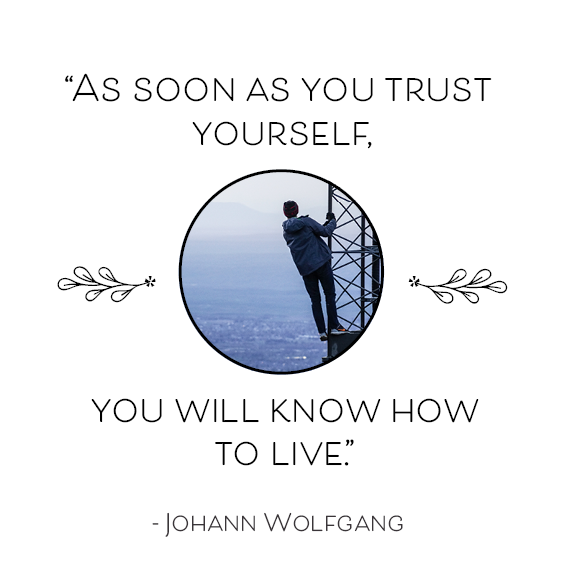 “As soon as you trust
yourself,
you will know how
to live.”
- Johann Wolfgang